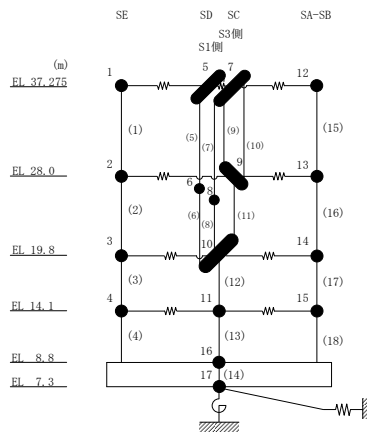 SE SD SC SA-SB
S3側
S1側
(m)
EL 37.275 1 5 7 12
(1) (5) (7) (9) (10) (15)
EL 28.0 2 9 13
6 8
(2) (6) (8) (11) (16)
EL 19.8 3 10 14
(3) (12) (17)
EL 14.1 4 11 15
(4) (13) (18)
EL 8.8 16
EL 7.3 17 (14)